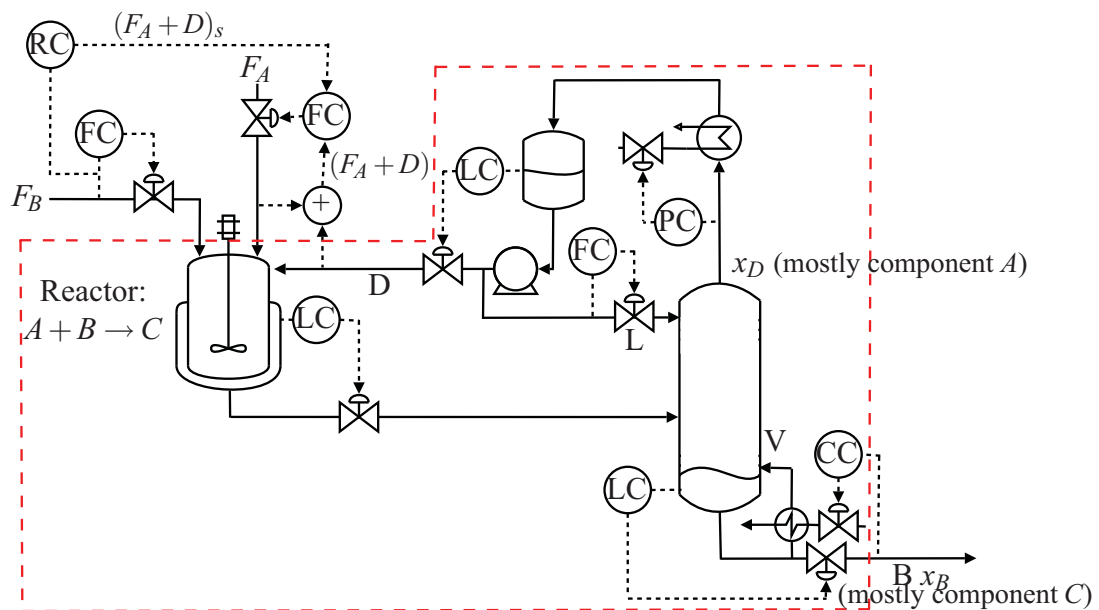 (F_A + D)_s
RC
F_A
FC
FC
(F_A + D)
LC
F_B
+
PC
FC
x_D (mostly component A)
D
Reactor:
A + B → C
LC
L
V
CC
LC
B x_B
(mostly component C)